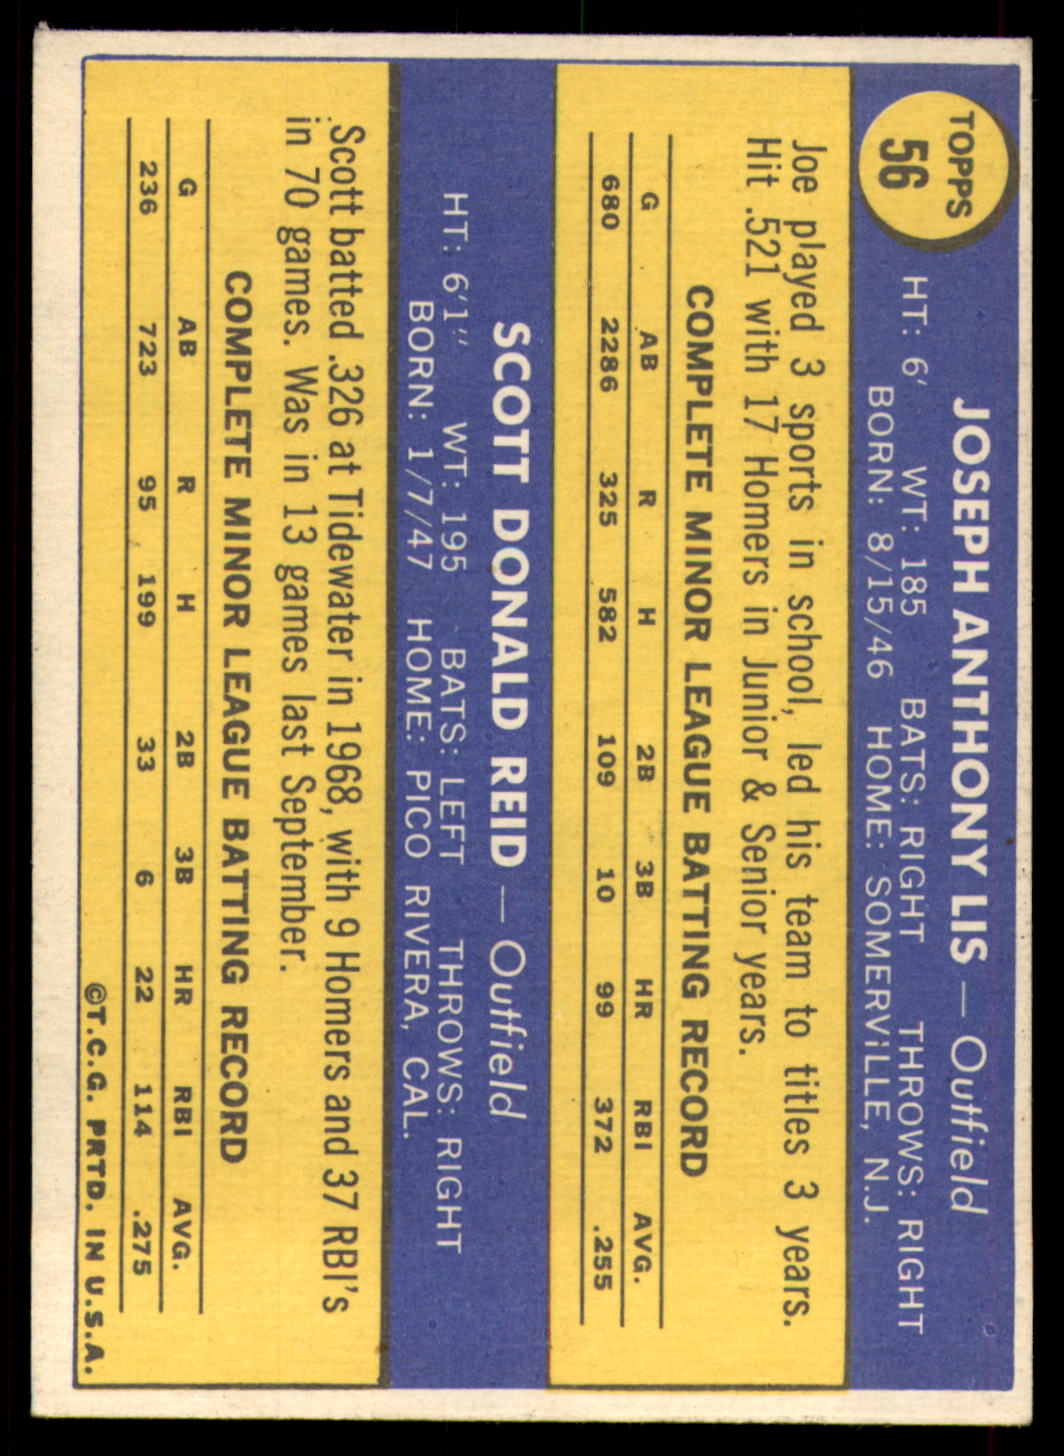 TOPPS
56
JOSEPH ANTHONY LIS — Outfield
HT: 6' WT: 185 BATS: RIGHT THROWS: RIGHT
BORN: 8/15/46 HOME: SOMERVILLE, N.J.
Joe played 3 sports in school, led his team to titles 3 years.
Hit .521 with 17 Homers in Junior & Senior years.
COMPLETE MINOR LEAGUE BATTING RECORD
G AB R H 2B 3B HR RBI AVG.
680 2286 325 582 109 10 99 372 .255
SCOTT DONALD REID — Outfield
HT: 6'1" WT: 195 BATS: LEFT THROWS: RIGHT
BORN: 1/7/47 HOME: PICO RIVERA, CAL.
Scott batted .326 at Tidewater in 1968, with 9 Homers and 37 RBI's
in 70 games. Was in 13 games last September.
COMPLETE MINOR LEAGUE BATTING RECORD
G AB R H 2B 3B HR RBI AVG.
236 723 95 199 33 6 22 114 .275
©T.C.G. PRTD. IN U.S.A.